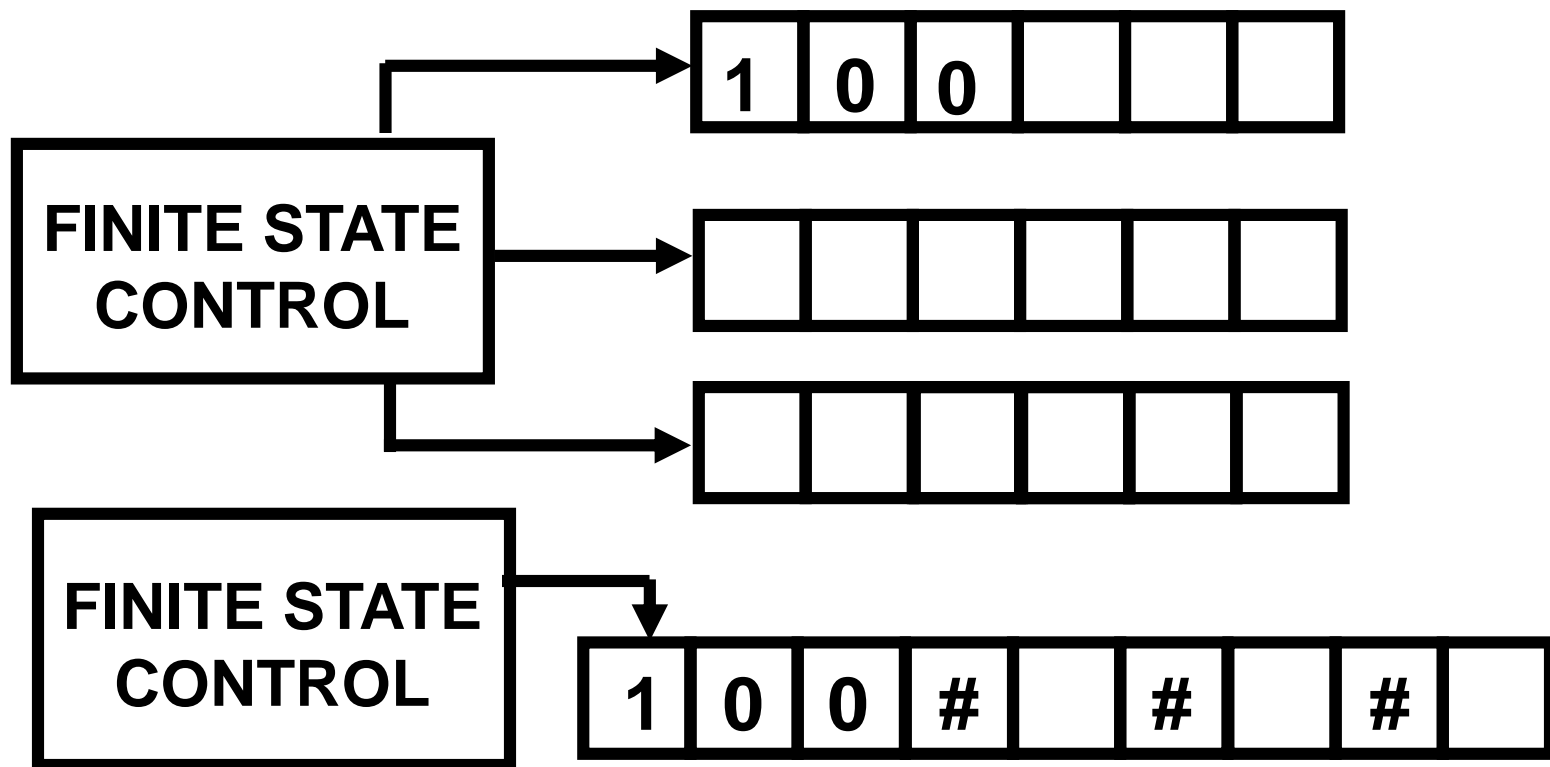 1 0 0
FINITE STATE
CONTROL
FINITE STATE
CONTROL
1 0 0 # # #